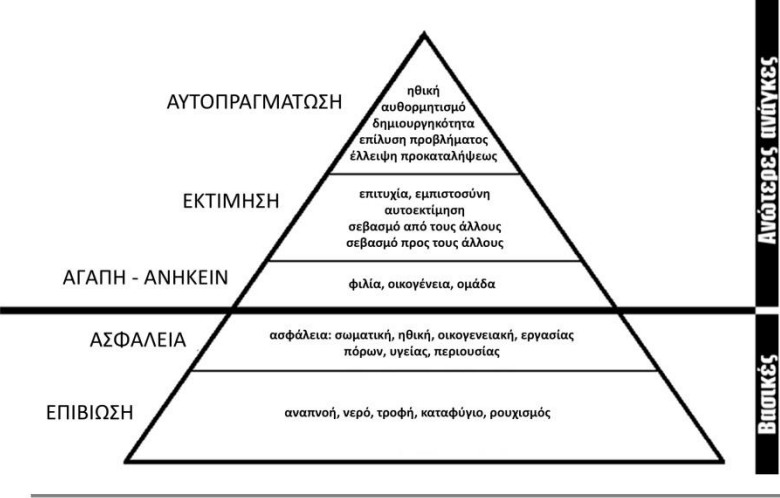 ΑΥΤΟΠΡΑΓΜΑΤΩΣΗ
ηθική
αυθορμητισμό
δημιουργηκότητα
επίλυση προβλήματος
έλλειψη προκαταλήψεως
ΕΚΤΙΜΗΣΗ
επιτυχία, εμπιστοσύνη
αυτοεκτίμηση
σεβασμό από τους άλλους
σεβασμό προς τους άλλους
ΑΓΑΠΗ - ΑΝΗΚΕΙΝ
φιλία, οικογένεια, ομάδα
Ανώτερες ανάγκες
ΑΣΦΑΛΕΙΑ
ασφάλεια: σωματική, ηθική, οικογενειακή, εργασίας
πόρων, υγείας, περιουσίας
ΕΠΙΒΙΩΣΗ
αναπνοή, νερό, τροφή, καταφύγιο, ρουχισμός
Βασικές